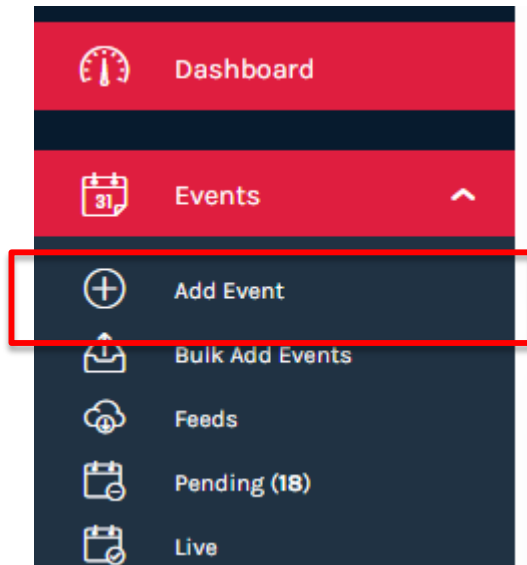 Dashboard
31
Events
Add Event
Bulk Add Events
Feeds
Pending (18)
Live